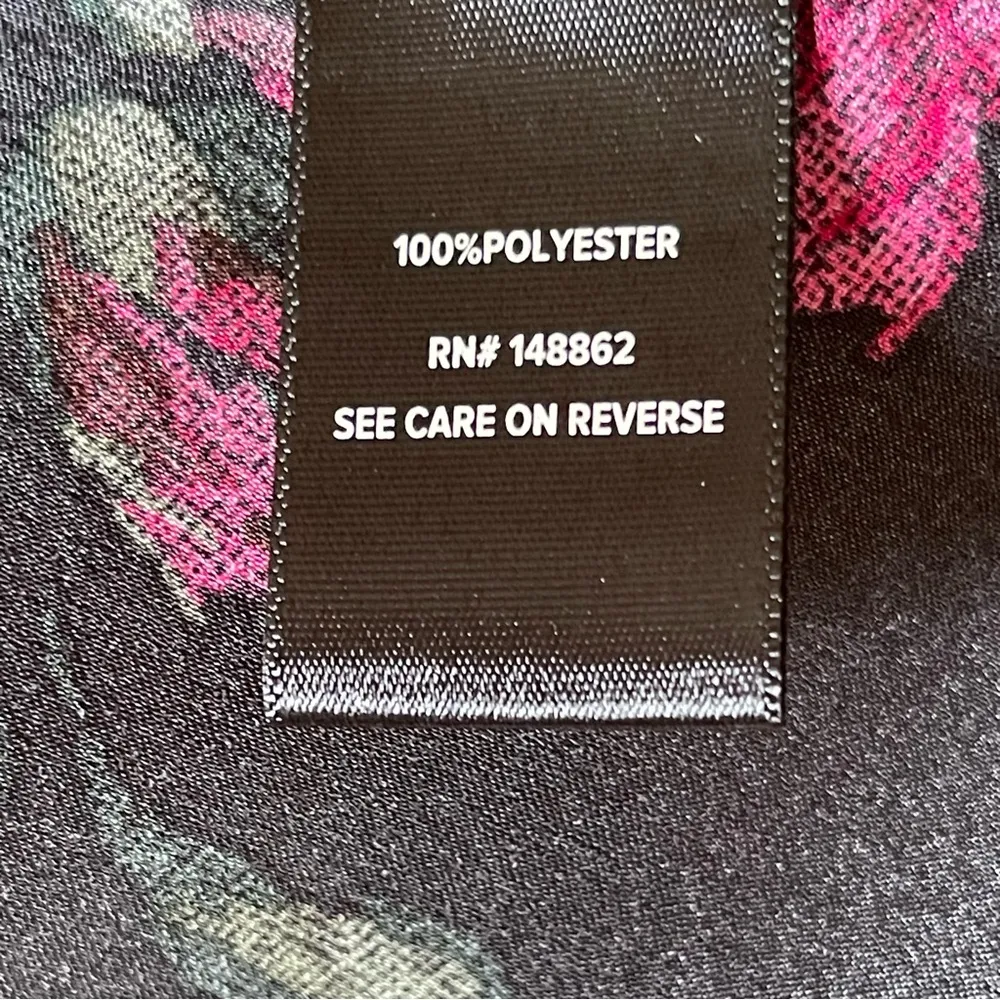 100%POLYESTER
RN# 148862
SEE CARE ON REVERSE